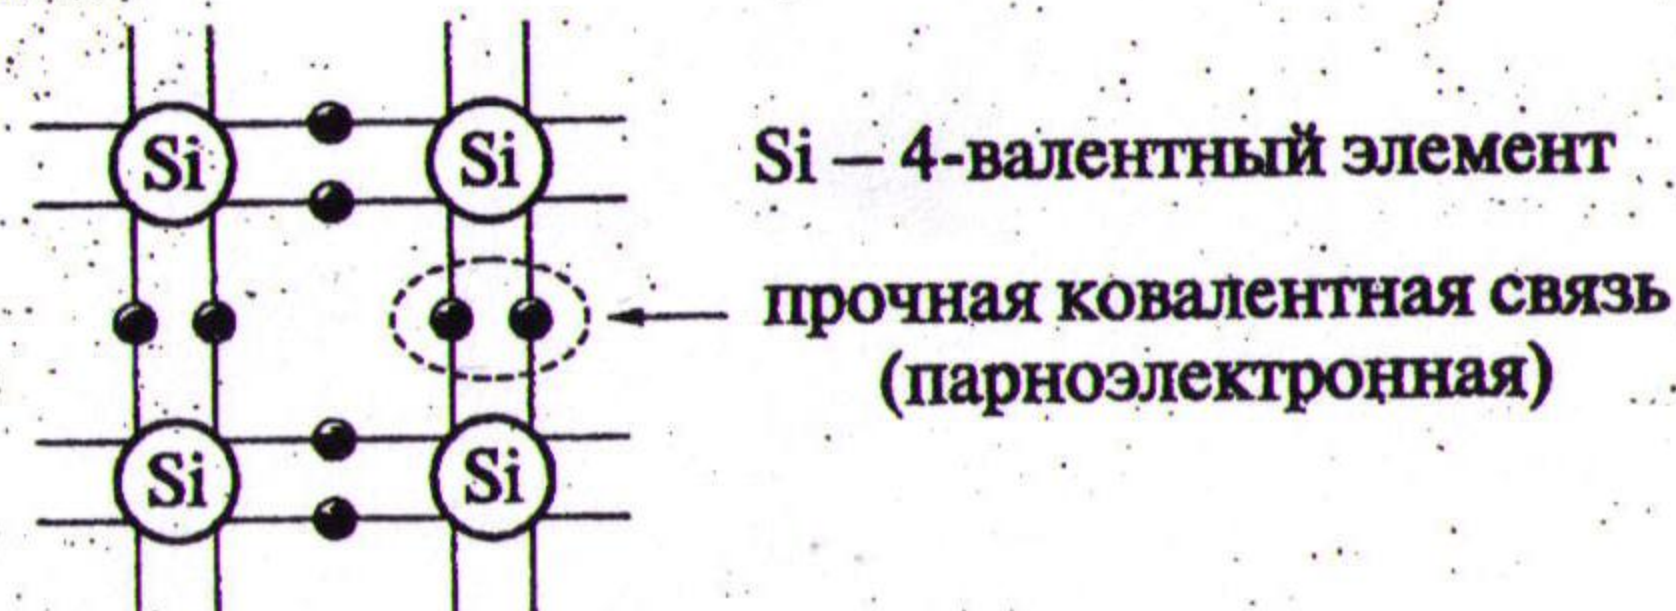 Si
Si
Si – 4-валентный элемент
прочная ковалентная связь
(парноэлектронная)
Si
Si